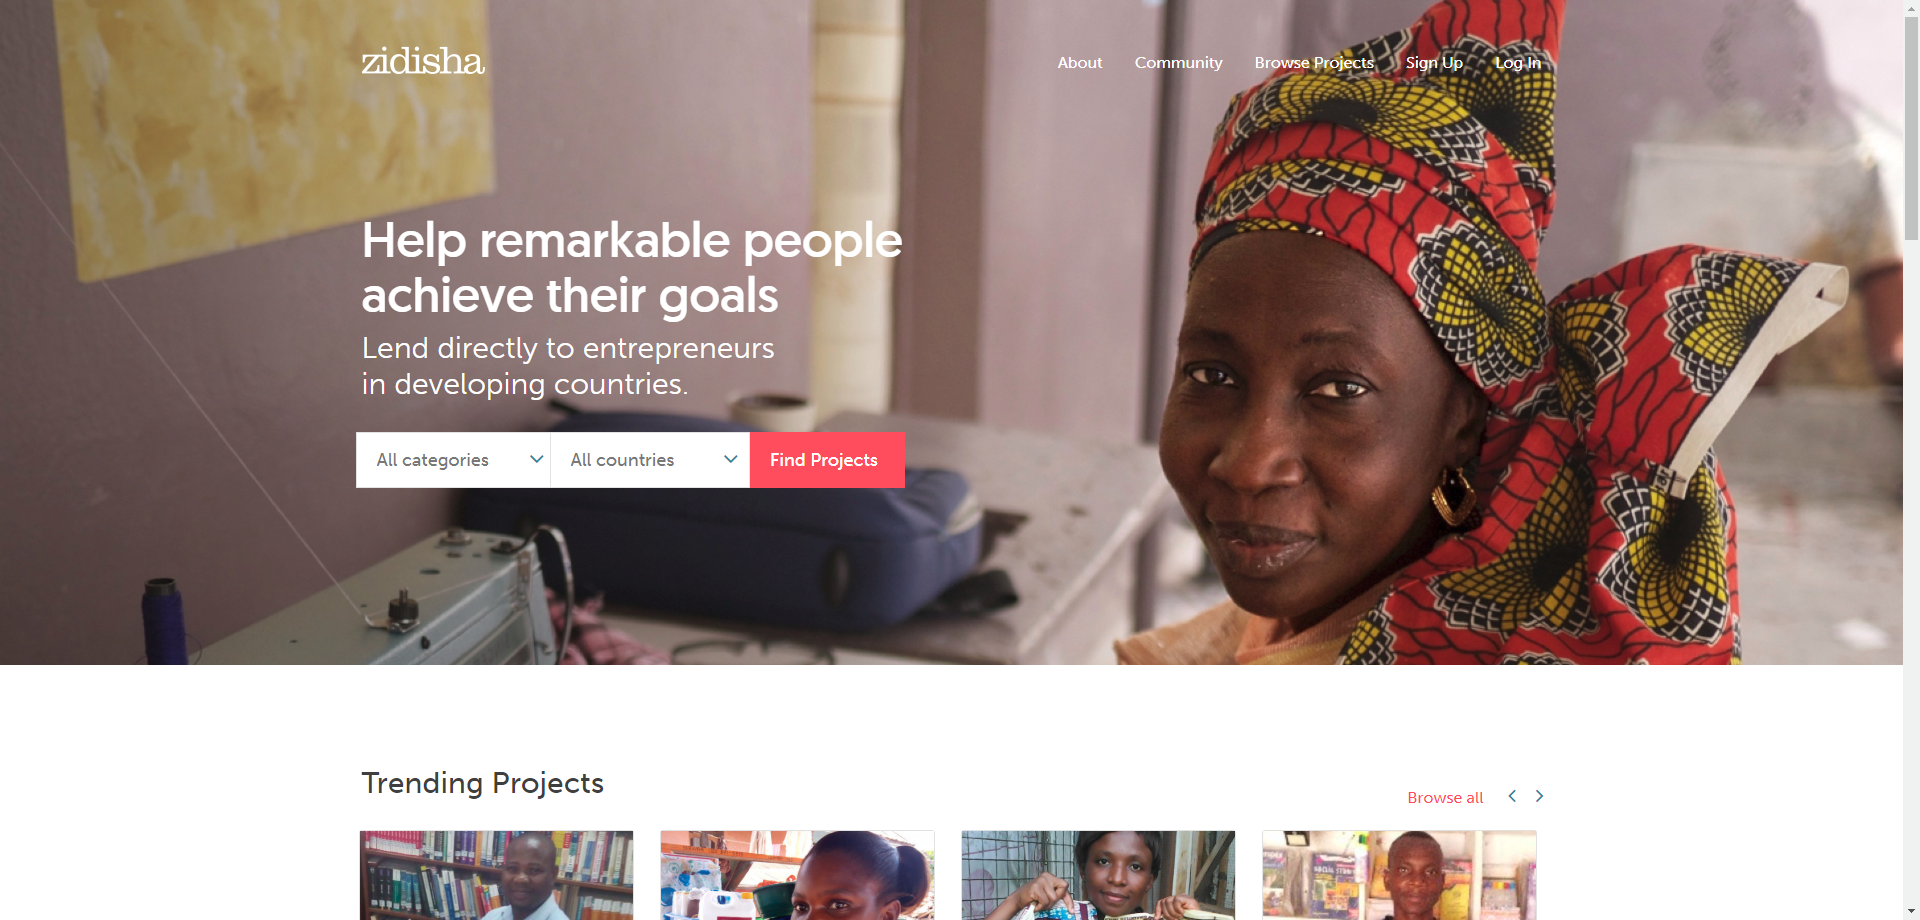 zidisha
About
Community
Browse Projects
Sign Up
Log In
Help remarkable people
achieve their goals
Lend directly to entrepreneurs
in developing countries.
All categories
All countries
Find Projects
Trending Projects
Browse all